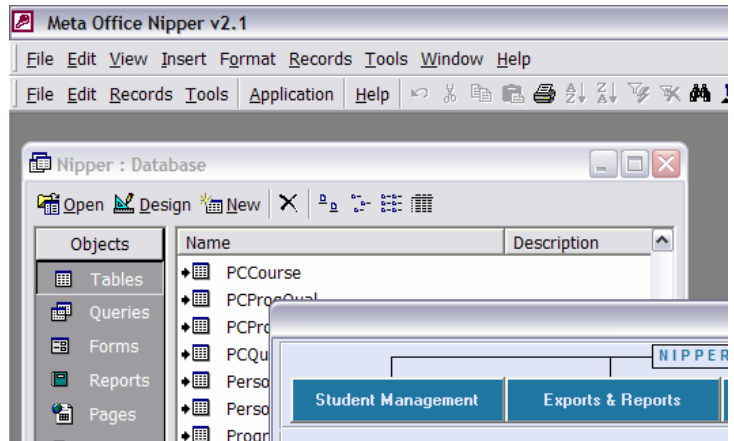 Meta Office Nipper v2.1
File Edit View Insert Format Records Tools Window Help
File Edit Records Tools Application Help
Nipper : Database
Open Design New
Objects Name Description
Tables PCCourse
Queries PCProgQual
Forms
Reports
Pages
NIPPER
Student Management Exports & Reports